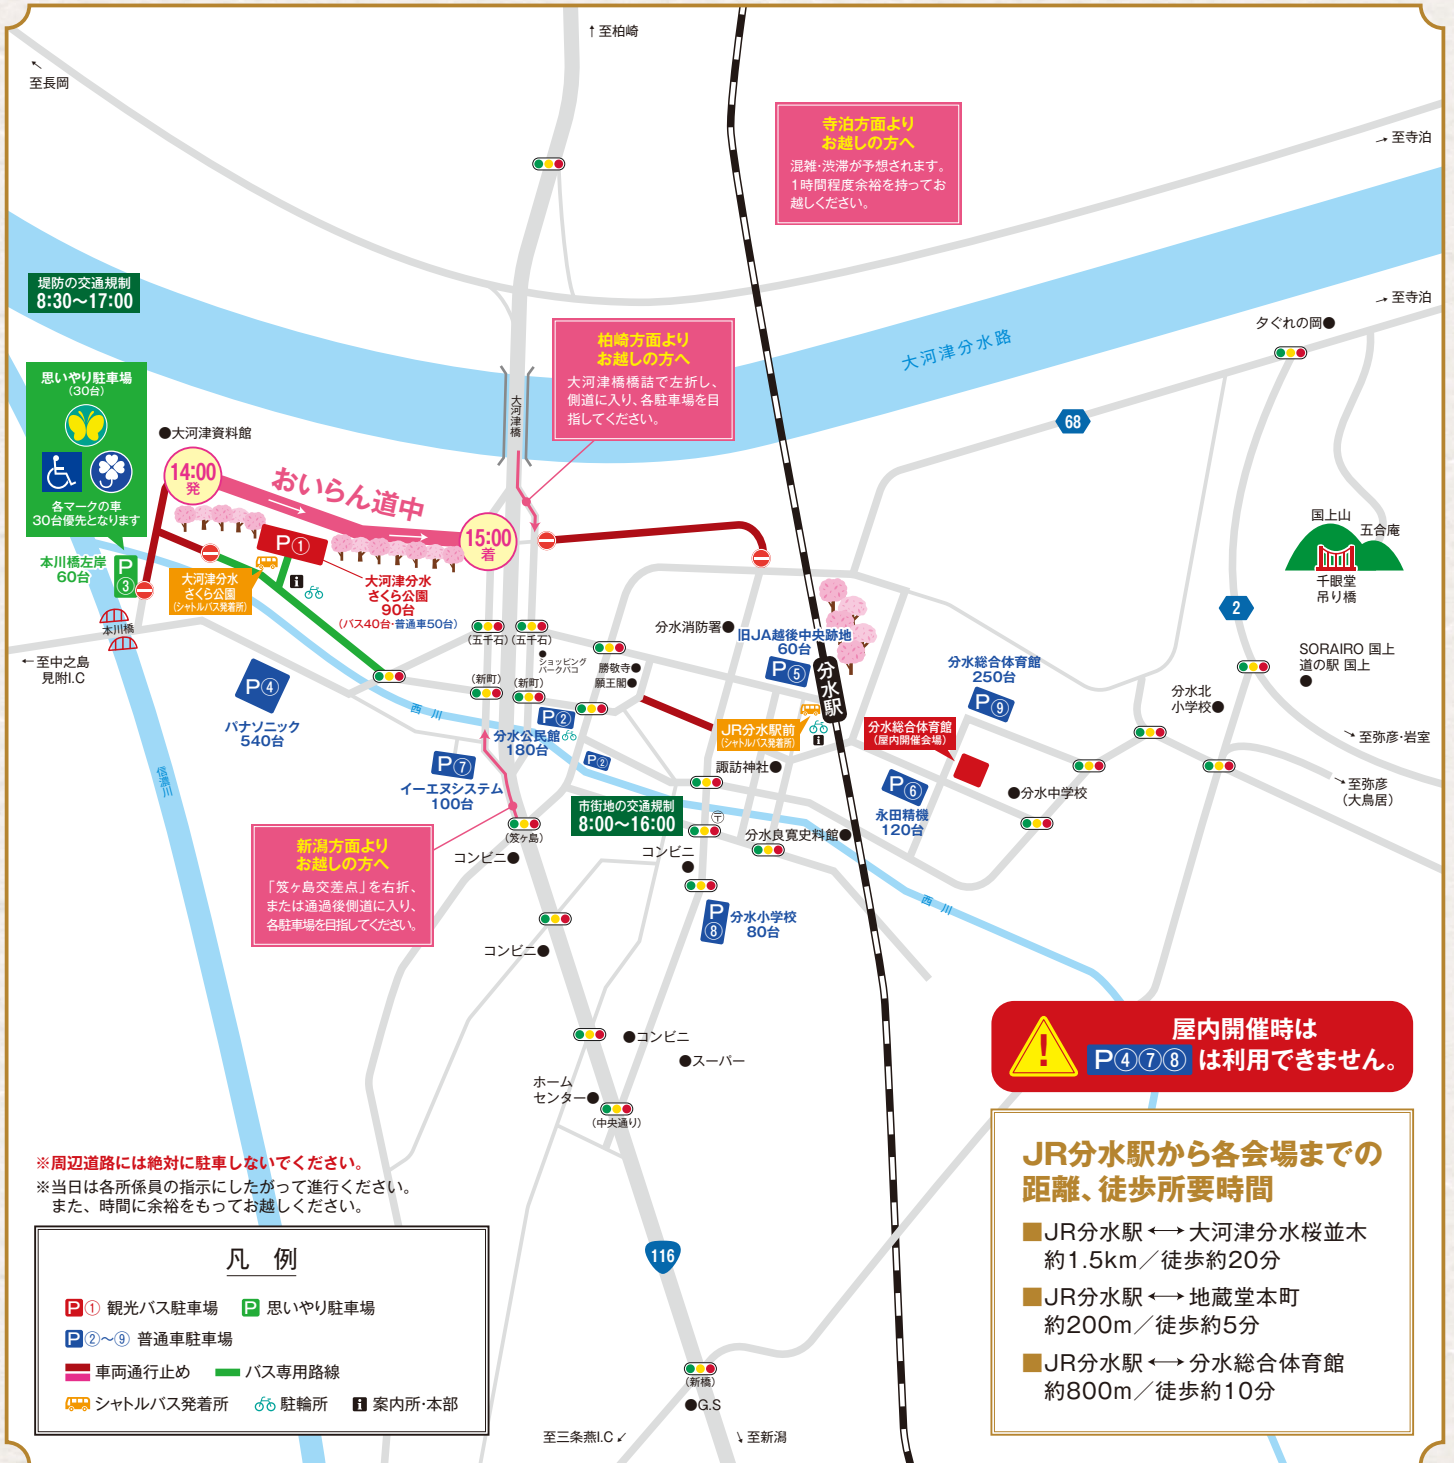 ↑至柏崎
至長岡
→至寺泊
寺泊方面より
お越しの方へ
混雑・渋滞が予想されます。
1時間程度余裕を持ってお
越しください。
堤防の交通規制
8:30〜17:00
→至寺泊
夕ぐれの岡●
大河津分水路
柏崎方面より
お越しの方へ
大河津橋橋詰で左折し、
側道に入り、各駐車場を目
指してください。
大河津橋
思いやり駐車場
(30台)
各マークの車
30台優先となります
●大河津資料館
14:00
発
おいらん道中
15:00
着
68
P①
本川橋左岸
60台
P
③
大河津分水
さくら公園
(シャトルバス発着所)
大河津分水
さくら公園
90台
(バス40台・普通車50台)
本川橋
←至中之島
見附I.C
国上山
五合庵
千眼堂
吊り橋
2
SORAIRO 国上
道の駅 国上
(五千石)
(五千石)
ショッピング
パークパコ
勝敬寺●
願王閣●
分水消防署●
旧JA越後中央跡地
60台
P⑤
分水駅
分水総合体育館
250台
P⑨
分水北
小学校●
P④
パナソニック
540台
(新町)
(新町)
西川
P②
分水公民館
180台
P②
JR分水駅前
(シャトルバス発着所)
分水総合体育館
(屋内開催会場)
→至弥彦・岩室
→至弥彦
(大鳥居)
信濃川
P⑦
イーエヌシステム
100台
諏訪神社●
P⑥
永田精機
120台
●分水中学校
市街地の交通規制
8:00〜16:00
(笈ヶ島)
分水良寛史料館●
新潟方面より
お越しの方へ
「笈ヶ島交差点」を右折、
または通過後側道に入り、
各駐車場を目指してください。
コンビニ●
コンビニ
西川
P
⑧
分水小学校
80台
コンビニ●
●コンビニ
●スーパー
ホーム
センター●
(中央通り)
屋内開催時は
P④⑦⑧は利用できません。
※周辺道路には絶対に駐車しないでください。
※当日は各所係員の指示にしたがって進行ください。
また、時間に余裕をもってお越しください。
凡 例
P① 観光バス駐車場 P 思いやり駐車場
P②〜⑨ 普通車駐車場
車両通行止め バス専用路線
シャトルバス発着所 駐輪所 案内所・本部
116
(新橋)
●G.S
至三条燕I.C↙
↘至新潟
JR分水駅から各会場までの
距離、徒歩所要時間
■JR分水駅⟷大河津分水桜並木
約1.5km／徒歩約20分
■JR分水駅⟷地蔵堂本町
約200m／徒歩約5分
■JR分水駅⟷分水総合体育館
約800m／徒歩約10分